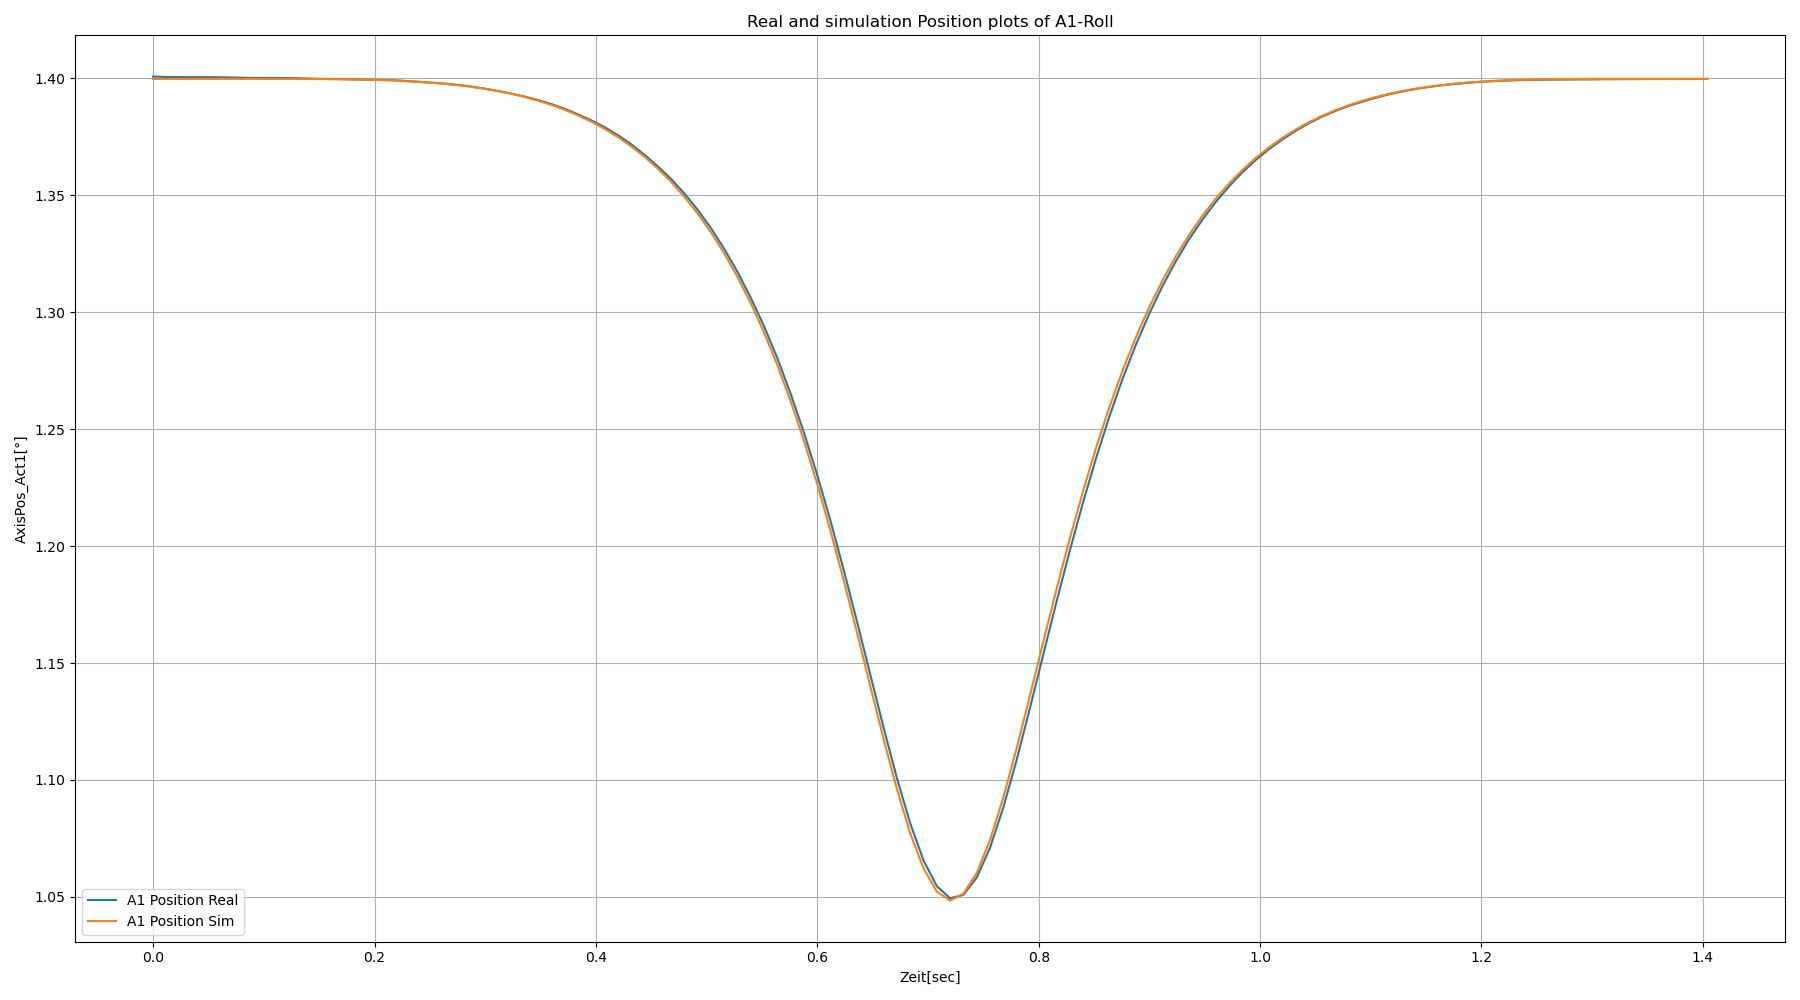 Real and simulation Position plots of A1-Roll
1.40
1.35
1.30
1.25
1.20
1.15
1.10
1.05
AxisPos_Act1[°]
A1 Position Real
A1 Position Sim
0.0 0.2 0.4 0.6 0.8 1.0 1.2 1.4
Zeit[sec]